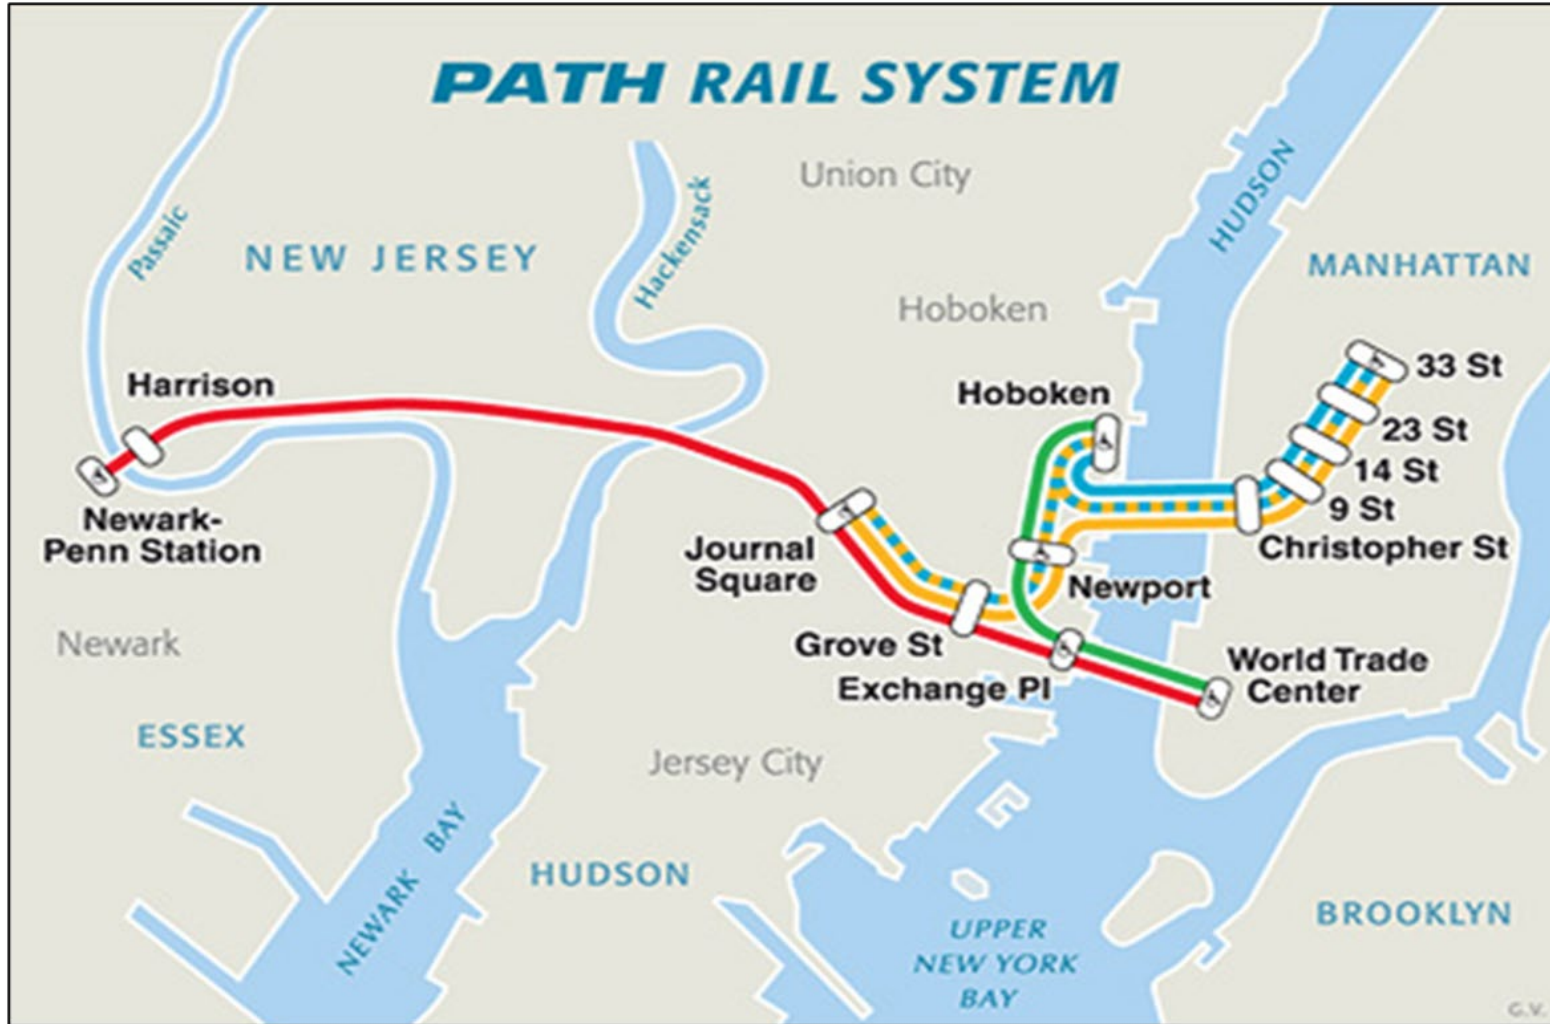 PATH RAIL SYSTEM
Union City
HUDSON
Passaic
Hackensack
NEW JERSEY
MANHATTAN
Hoboken
33 St
Harrison
Hoboken
23 St
14 St
9 St
Newark-
Penn Station
Christopher St
Journal
Square
Newport
Newark
Grove St
World Trade
Center
Exchange Pl
ESSEX
Jersey City
NEWARK BAY
HUDSON
BROOKLYN
UPPER
NEW YORK
BAY
G.V.